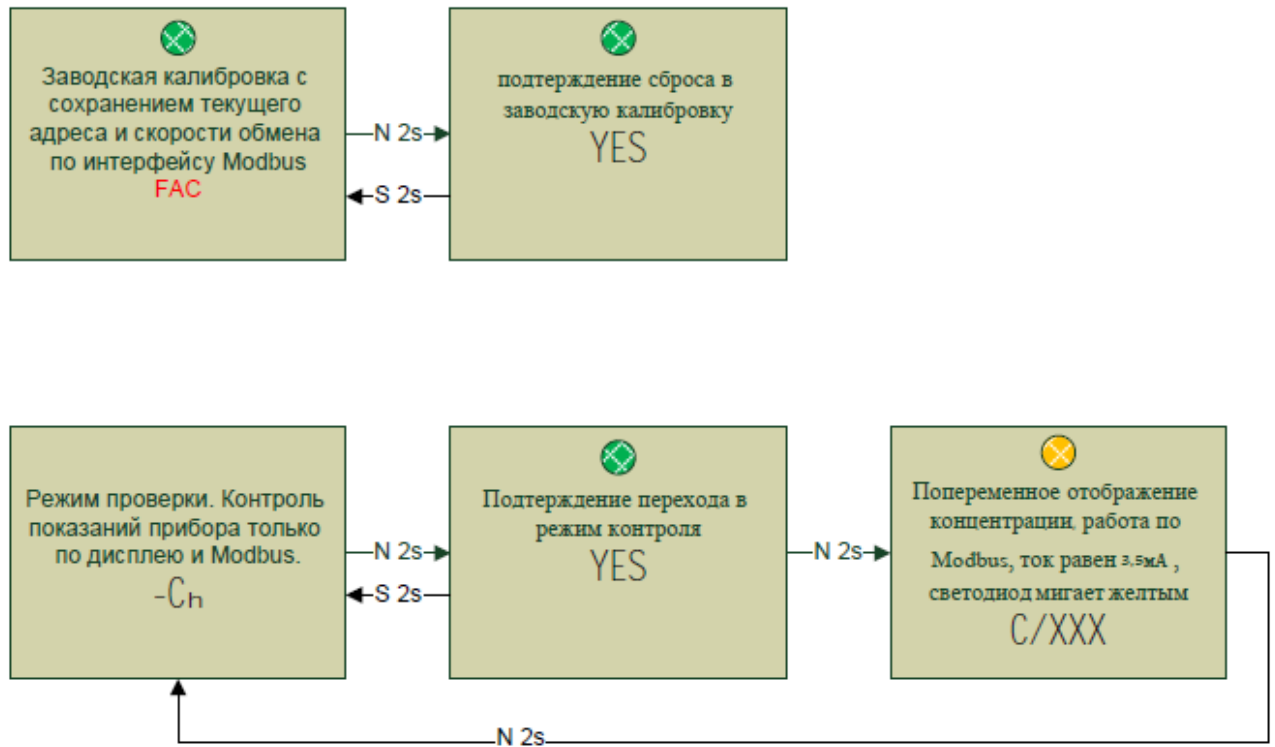 Заводская калибровка с
сохранением текущего
адреса и скорости обмена
по интерфейсу Modbus
FAC
N 2s
S 2s
подтерждение сброса в
заводскую калибровку
YES
Режим проверки. Контроль
показаний прибора только
по дисплею и Modbus.
-Ch
N 2s
S 2s
Подтерждение перехода в
режим контроля
YES
N 2s
Попеременное отображение
концентрации, работа по
Modbus, ток равен 3,5мА ,
светодиод мигает желтым
C/XXX
N 2s